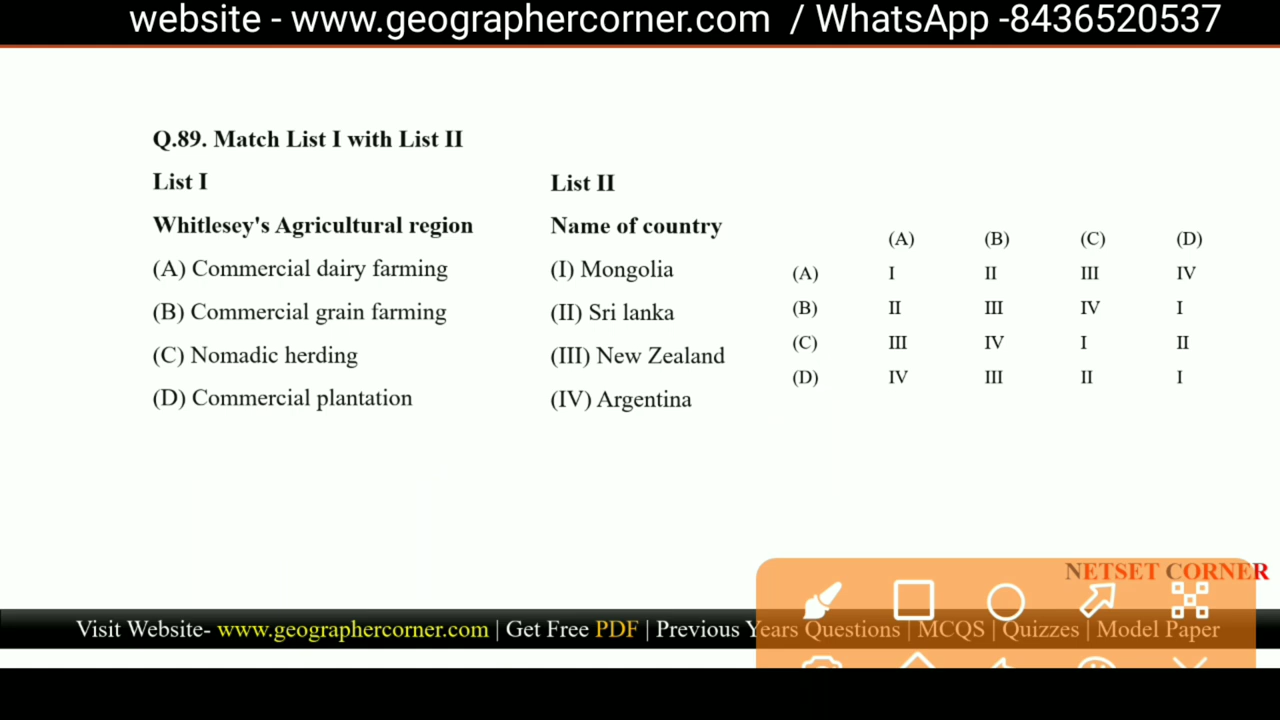 website - www.geographercorner.com / WhatsApp -8436520537
Q.89. Match List I with List II
List I List II
Whitlesey's Agricultural region Name of country
(A) Commercial dairy farming (I) Mongolia
(B) Commercial grain farming (II) Sri lanka
(C) Nomadic herding (III) New Zealand
(D) Commercial plantation (IV) Argentina
(A) (B) (C) (D)
(A) I II III IV
(B) II III IV I
(C) III IV I II
(D) IV III II I
NETSET CORNER
Visit Website- www.geographercorner.com | Get Free PDF | Previous Years Questions | MCQS | Quizzes | Model Paper